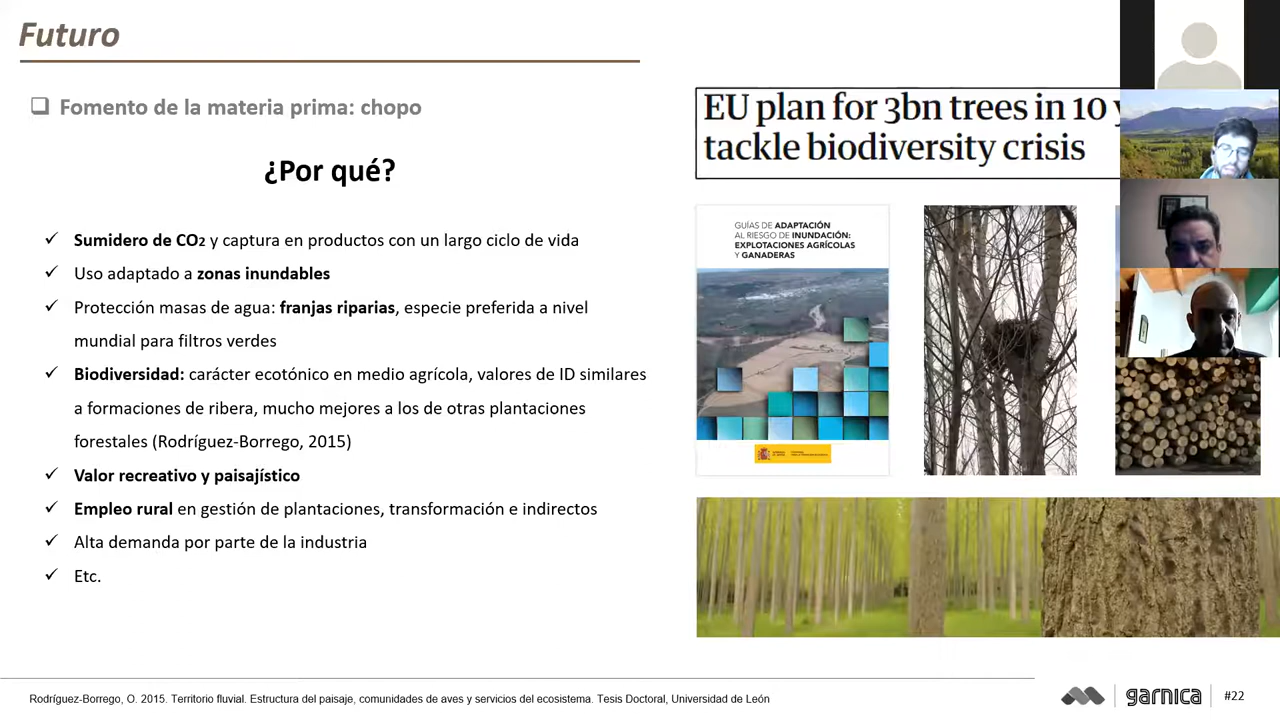 Futuro
Fomento de la materia prima: chopo
¿Por qué?
Sumidero de CO2 y captura en productos con un largo ciclo de vida
Uso adaptado a zonas inundables
Protección masas de agua: franjas riparias, especie preferida a nivel
mundial para filtros verdes
Biodiversidad: carácter ecotónico en medio agrícola, valores de ID similares
a formaciones de ribera, mucho mejores a los de otras plantaciones
forestales (Rodríguez-Borrego, 2015)
Valor recreativo y paisajístico
Empleo rural en gestión de plantaciones, transformación e indirectos
Alta demanda por parte de la industria
Etc.
EU plan for 3bn trees in 10
tackle biodiversity crisis
GUÍAS DE ADAPTACIÓN
AL RIESGO DE INUNDACIÓN:
EXPLOTACIONES AGRÍCOLAS
Y GANADERAS
Rodríguez-Borrego, O. 2015. Territorio fluvial. Estructura del paisaje, comunidades de aves y servicios del ecosistema. Tesis Doctoral, Universidad de León
garnica
#22